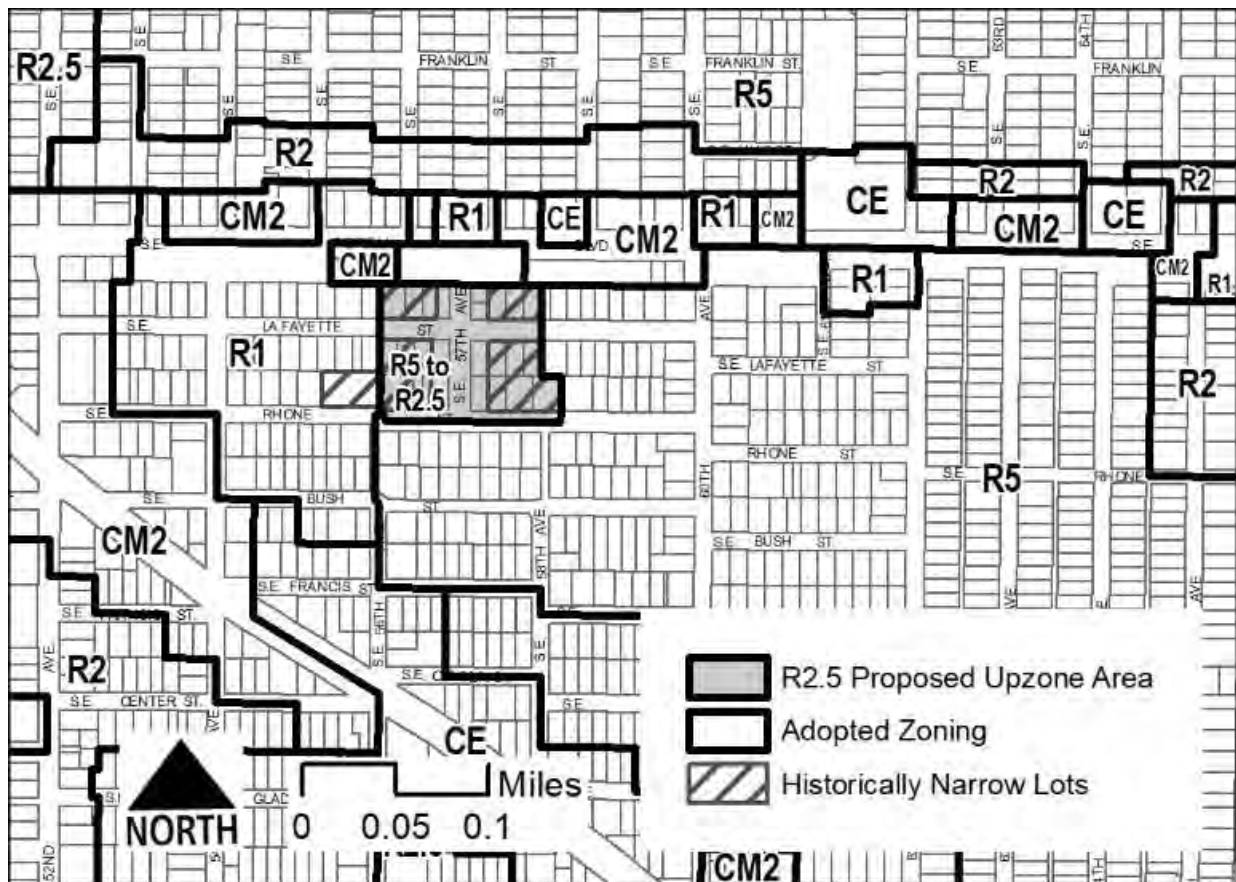 S.E.
63RD
64TH
R2.5
S.E.
FRANKLIN
ST.
S.E.
FRANKLIN ST.
S.E.
FRANKLIN
R5
S.E.
S.E.
S.E.
S.E.
S.E.
S.E.
S.E.
S.E.
R2
R2
R2
CM2
R1
CE
CM2
R1
CM2
CE
CM2
CE
S.E.
S.E.
CM2
R1
CM2
R1
AVE
AVE
S.E.
LAFAYETTE
ST
57TH
R1
R5 to
R2.5
S.E.
S.E.
LAFAYETTE
ST
R2
S.E.
RHONE
RHONE
ST
S.E.
RHONE
R5
60TH
S.E.
BUSH
ST.
CM2
AVE.
58TH
S.E.
BUSH
ST.
S.E. FRANCIS ST
AVE
S.E.
ST.
56TH
S.E.
AVE.
R2
S.E.
S.E.
S.E.
CENTER ST.
S.E.
CE
R2.5 Proposed Upzone Area
Adopted Zoning
Historically Narrow Lots
Miles
NORTH
0
0.05
0.1
52ND
CM2